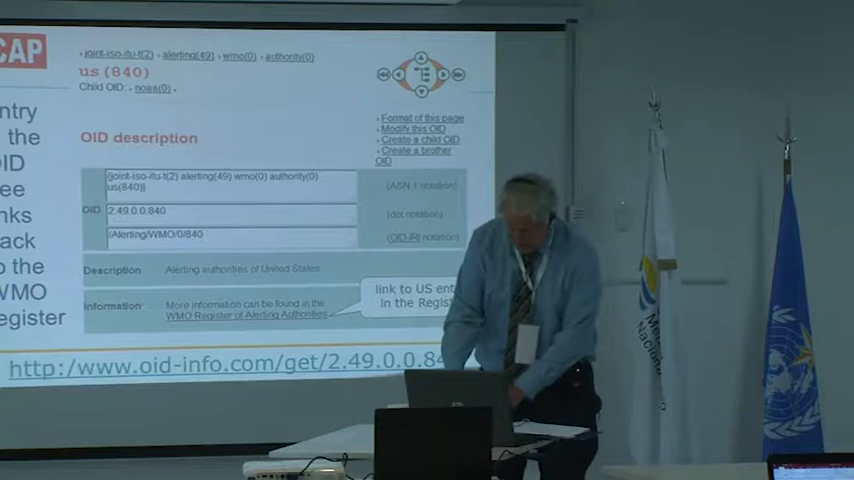 CAP
joint-iso-itu-t(2) alerting(49) wmo(0) authority(0)
us (840)
Child OID: noaa(0)
Format of this page
Modify this OID
Create a child OID
Create a brother
OID
ntry
the
OID
ree
nks
ack
o the
WMO
egister
OID description
{joint-iso-itu-t(2) alerting(49) wmo(0) authority(0)
us(840)}
(ASN.1 notation)
OID
2.49.0.0.840
(dot notation)
/Alerting/WMO/0/840
(OID-IRI notation)
Description
Alerting authorities of United States
Information
More information can be found in the
WMO Register of Alerting Authorities
link to US ent
in the Regist
http://www.oid-info.com/get/2.49.0.0.84